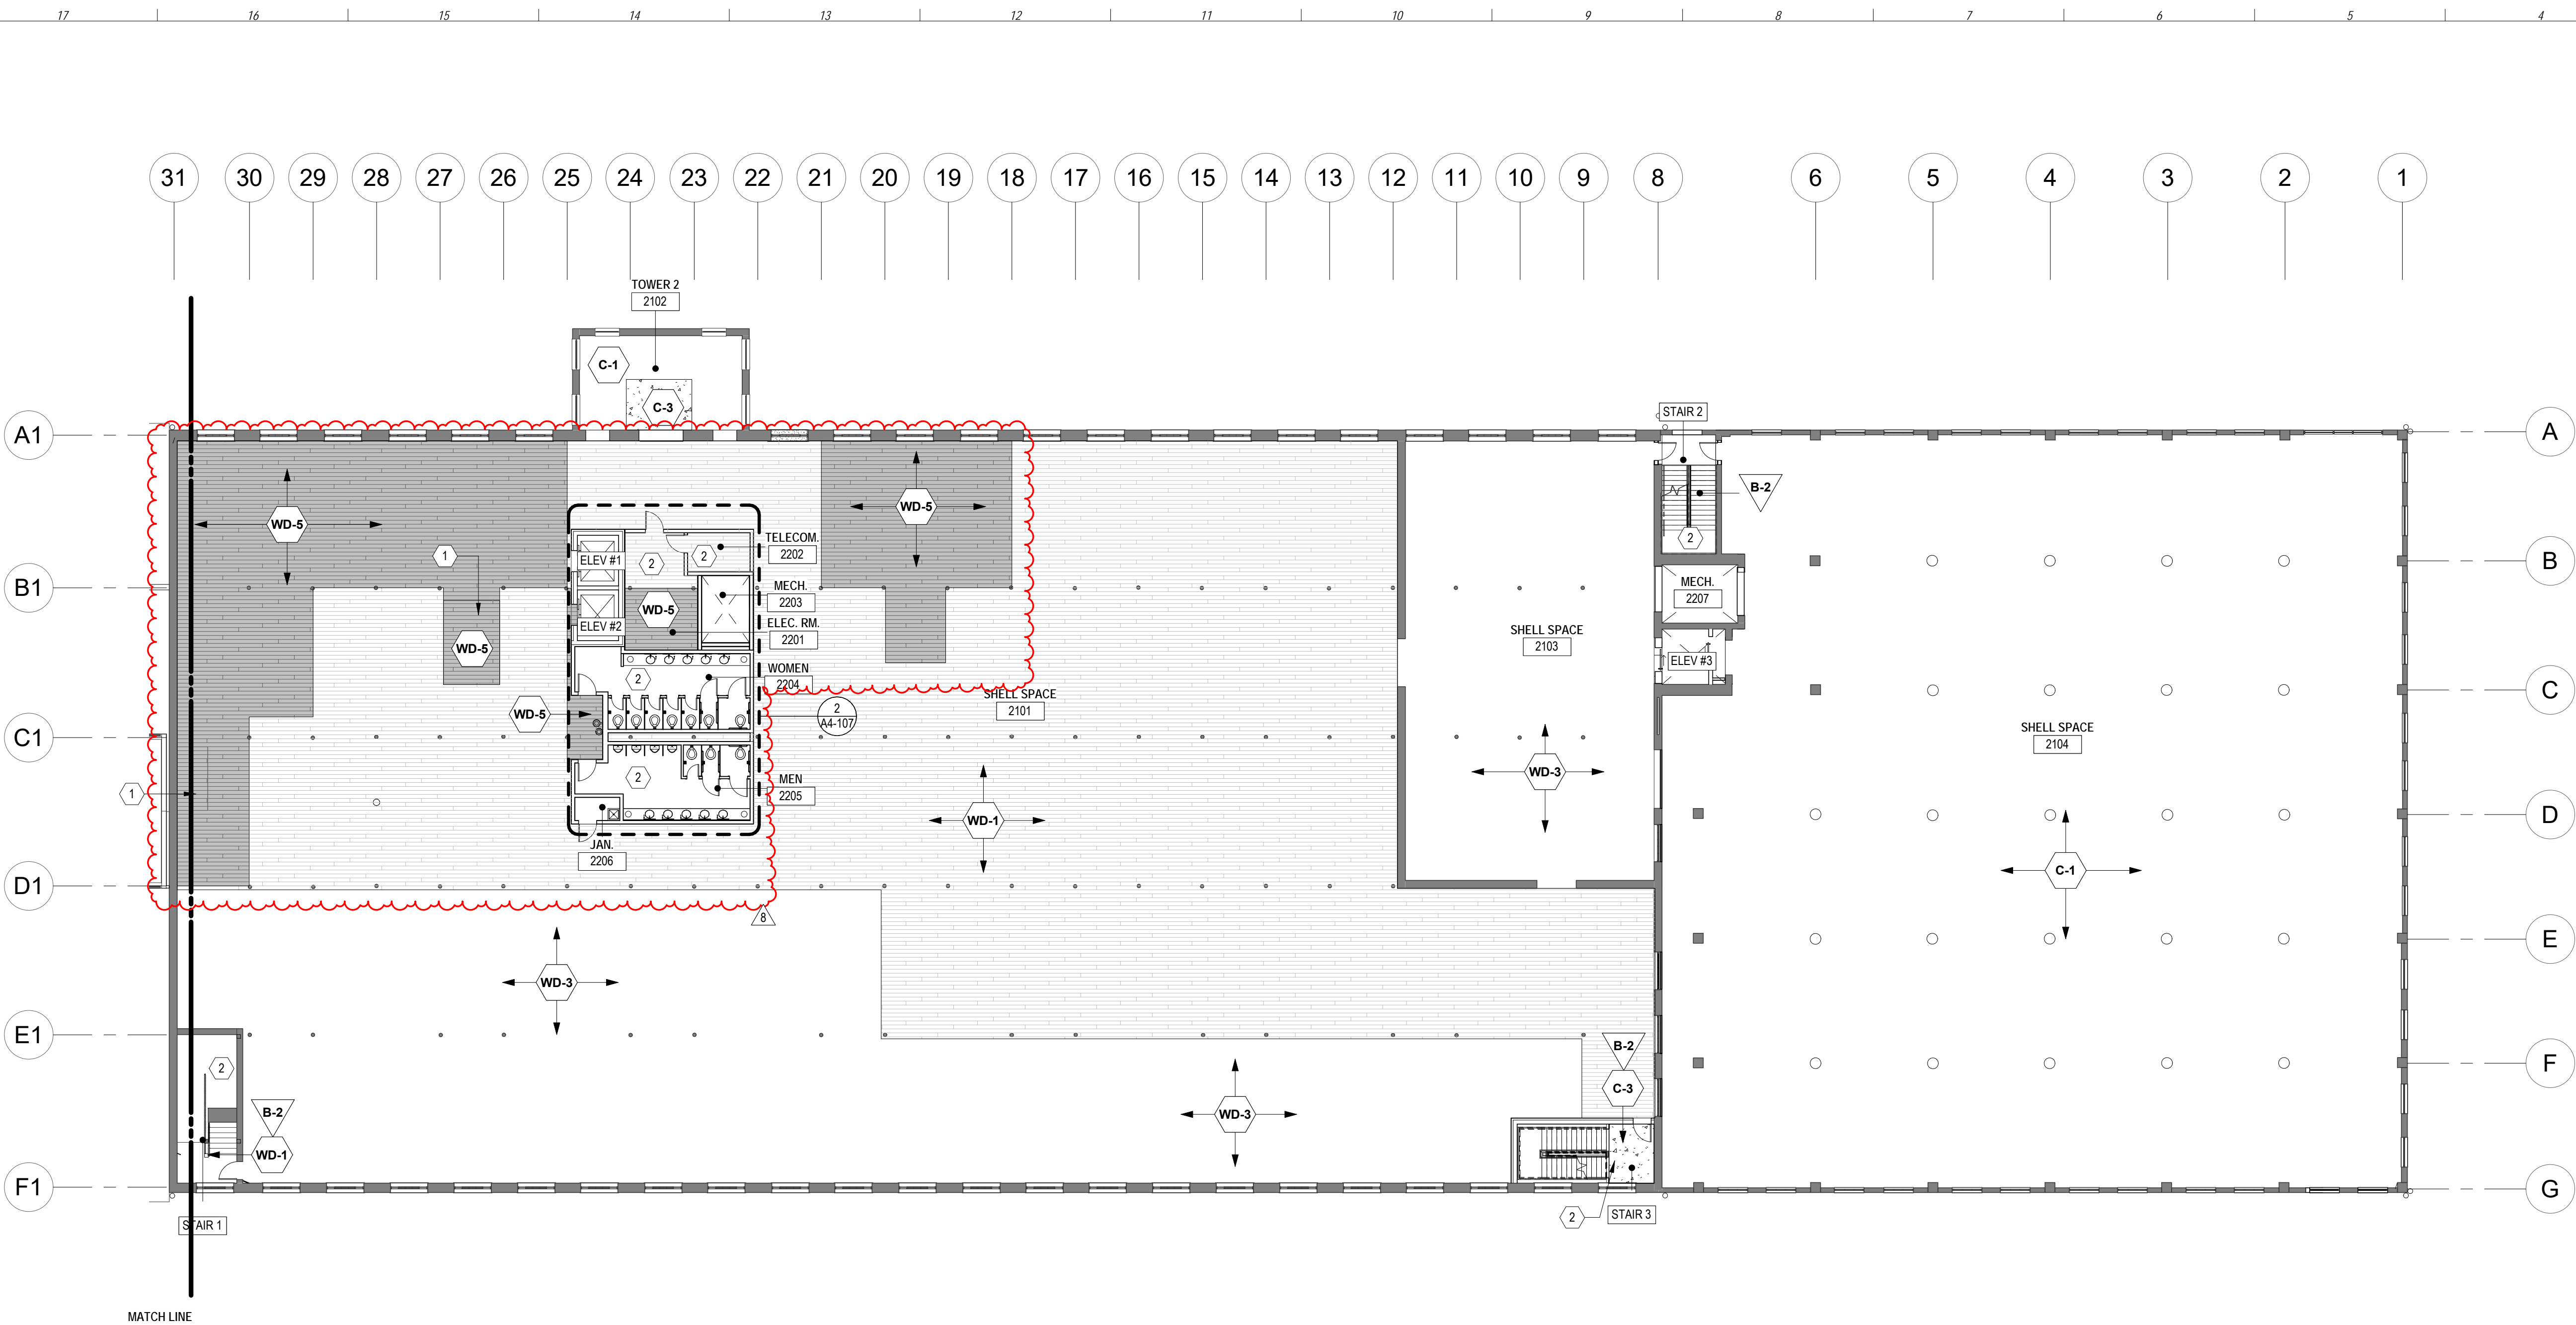 17 16 15 14 13 12 11 10 9 8 7 6 5 4
31 30 29 28 27 26 25 24 23 22 21 20 19 18 17 16 15 14 13 12 11 10 9 8 6 5 4 3 2 1
TOWER 2
2102
C-1
C-3
STAIR 2
A1
A
B-2
WD-5
WD-5
2
TELECOM.
2202
ELEV #1
1
2
2
B
B1
MECH.
2203
MECH.
2207
WD-5
ELEV #2
ELEC. RM.
2201
SHELL SPACE
2103
WD-5
ELEV #3
WOMEN
2204
2
C
SHELL SPACE
2101
WD-5
2
A4-107
C1
SHELL SPACE
2104
WD-3
2
MEN
2205
1
WD-1
D
JAN.
2206
C-1
D1
8
E
WD-3
E1
B-2
2
F
C-3
B-2
WD-3
WD-1
F1
G
STAIR 1
2
STAIR 3
MATCH LINE